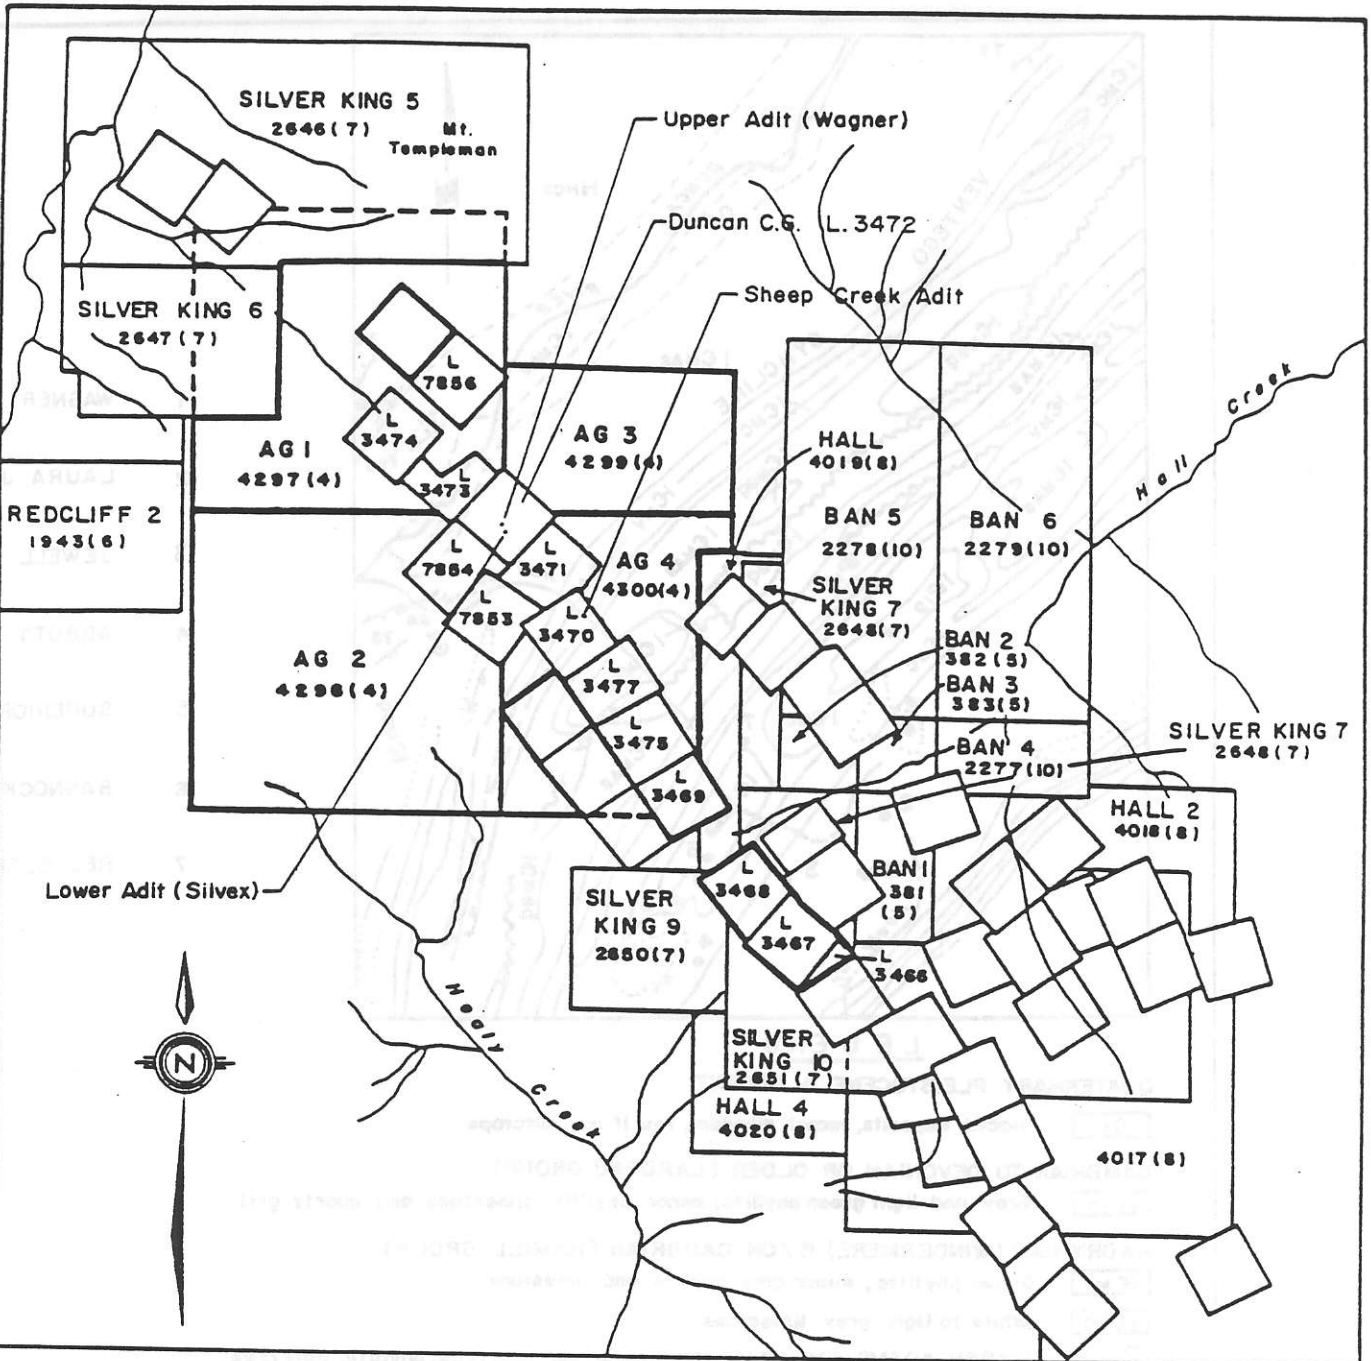 SILVER KING 5
2646(7)
Mt.
Templeman
Upper Adit (Wagner)
Duncan C.G. L. 3472
Sheep Creek Adit
SILVER KING 6
2647(7)
L
7856
L
3474
AG 1
4297(4)
L
3473
AG 3
4299(4)
HALL
4019(8)
Hall Creek
REDCLIFF 2
1943(6)
BAN 5
2278(10)
BAN 6
2279(10)
L
7854
L
3471
AG 4
4300(4)
SILVER
KING 7
2648(7)
L
7853
L
3470
AG 2
4298(4)
L
3477
BAN 2
382(5)
BAN 3
383(5)
L
3475
BAN 4
2277(10)
SILVER KING 7
2648(7)
L
3469
HALL 2
4018(8)
Lower Adit (Silvex)
L
3468
BAN 1
381
(5)
SILVER
KING 9
2650(7)
L
3467
L
3466
Healy Creek
N
SILVER
KING 10
2651(7)
HALL 4
4020(8)
4017(8)